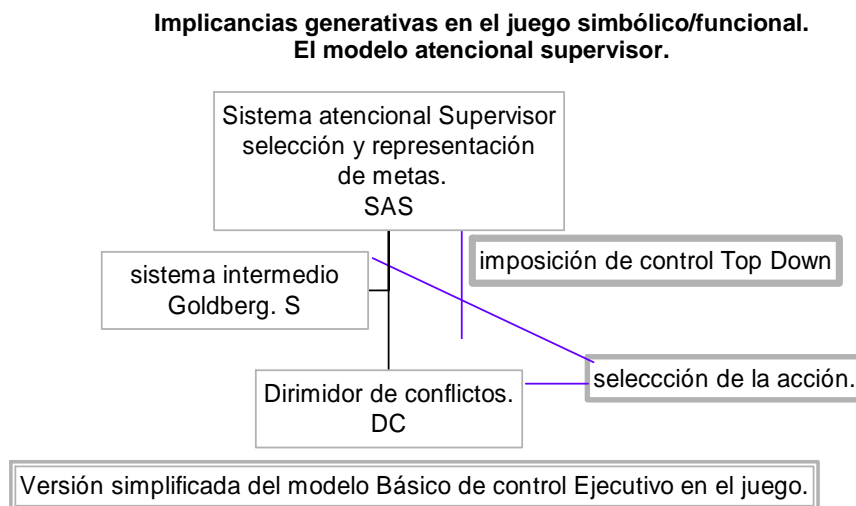 Implicancias generativas en el juego simbólico/funcional.
El modelo atencional supervisor.
Sistema atencional Supervisor
selección y representación
de metas.
SAS
sistema intermedio
Goldberg. S
imposición de control Top Down
Dirimidor de conflictos.
DC
seleccción de la acción.
Versión simplificada del modelo Básico de control Ejecutivo en el juego.